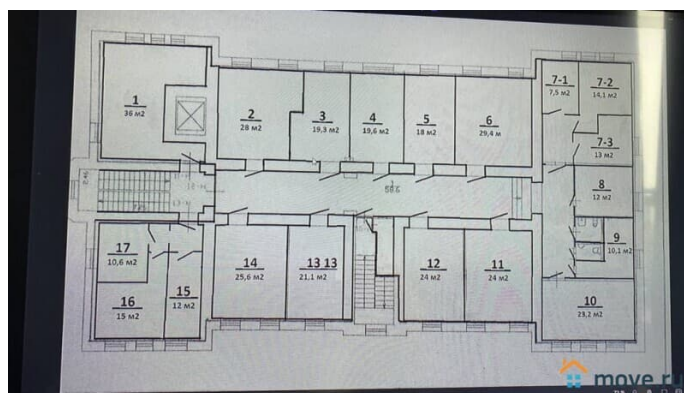 1
36 м2
2
28 м2
3
19,3 м2
4
19,6 м2
5
18 м2
6
29,4 м
7-1
7,5 м2
7-2
14,1 м2
7-3
13 м2
8
12 м2
9
10,1 м2
58.6
17
10,6 м2
16
15 м2
15
12 м2
14
25,6 м2
13 13
21,1 м2
12
24 м2
11
24 м2
10
23,2 м2
move.ru